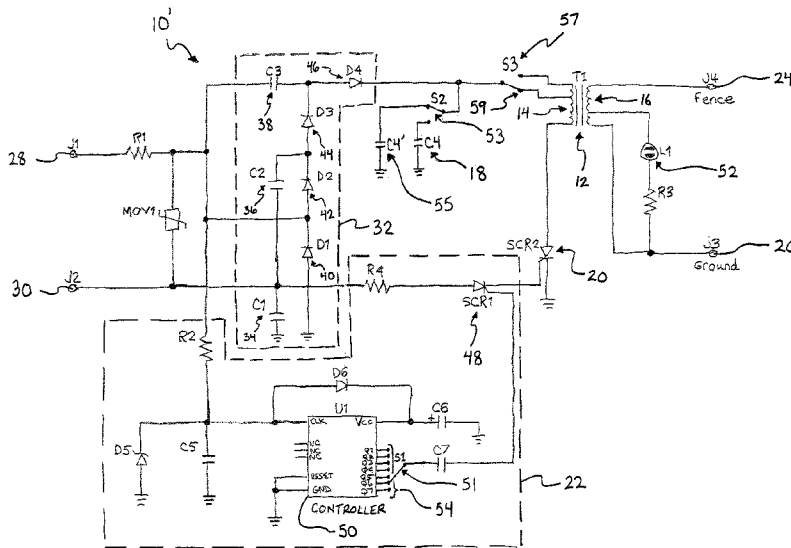 10'
57
46
C3
D4
S3
T1
J4
24
Fence
S2
59
16
38
D3
14
53
28
J1
R1
44
C4'
C4
L1
C2
D2
18
12
52
MOV1
36
42
32
55
R3
D1
SCR2
20
J3
26
Ground
30
J2
40
R4
C1
34
SCR1
48
R2
D6
U1
CLK
VCC
+
C6
D5
C5
NC
NC
NC
S1
C7
RESET
GND
51
22
CONTROLLER
54
50